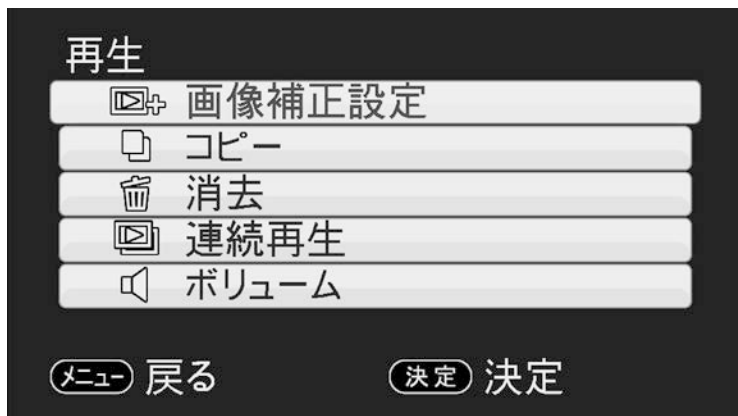 再生
画像補正設定
コピー
消去
連続再生
ボリューム
メニュー 戻る 決定 決定